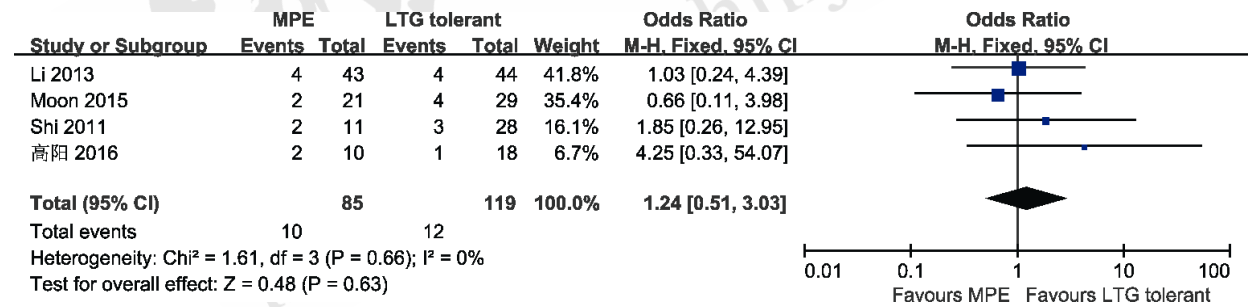 MPE LTG tolerant Odds Ratio Odds Ratio
Study or Subgroup Events Total Events Total Weight M-H, Fixed, 95% CI M-H, Fixed, 95% CI
Li 2013 4 43 4 44 41.8% 1.03 [0.24, 4.39]
Moon 2015 2 21 4 29 35.4% 0.66 [0.11, 3.98]
Shi 2011 2 11 3 28 16.1% 1.85 [0.26, 12.95]
高阳 2016 2 10 1 18 6.7% 4.25 [0.33, 54.07]
Total (95% CI) 85 119 100.0% 1.24 [0.51, 3.03]
Total events 10 12
Heterogeneity: Chi² = 1.61, df = 3 (P = 0.66); I² = 0%
Test for overall effect: Z = 0.48 (P = 0.63)
0.01 0.1 1 10 100
Favours MPE Favours LTG tolerant